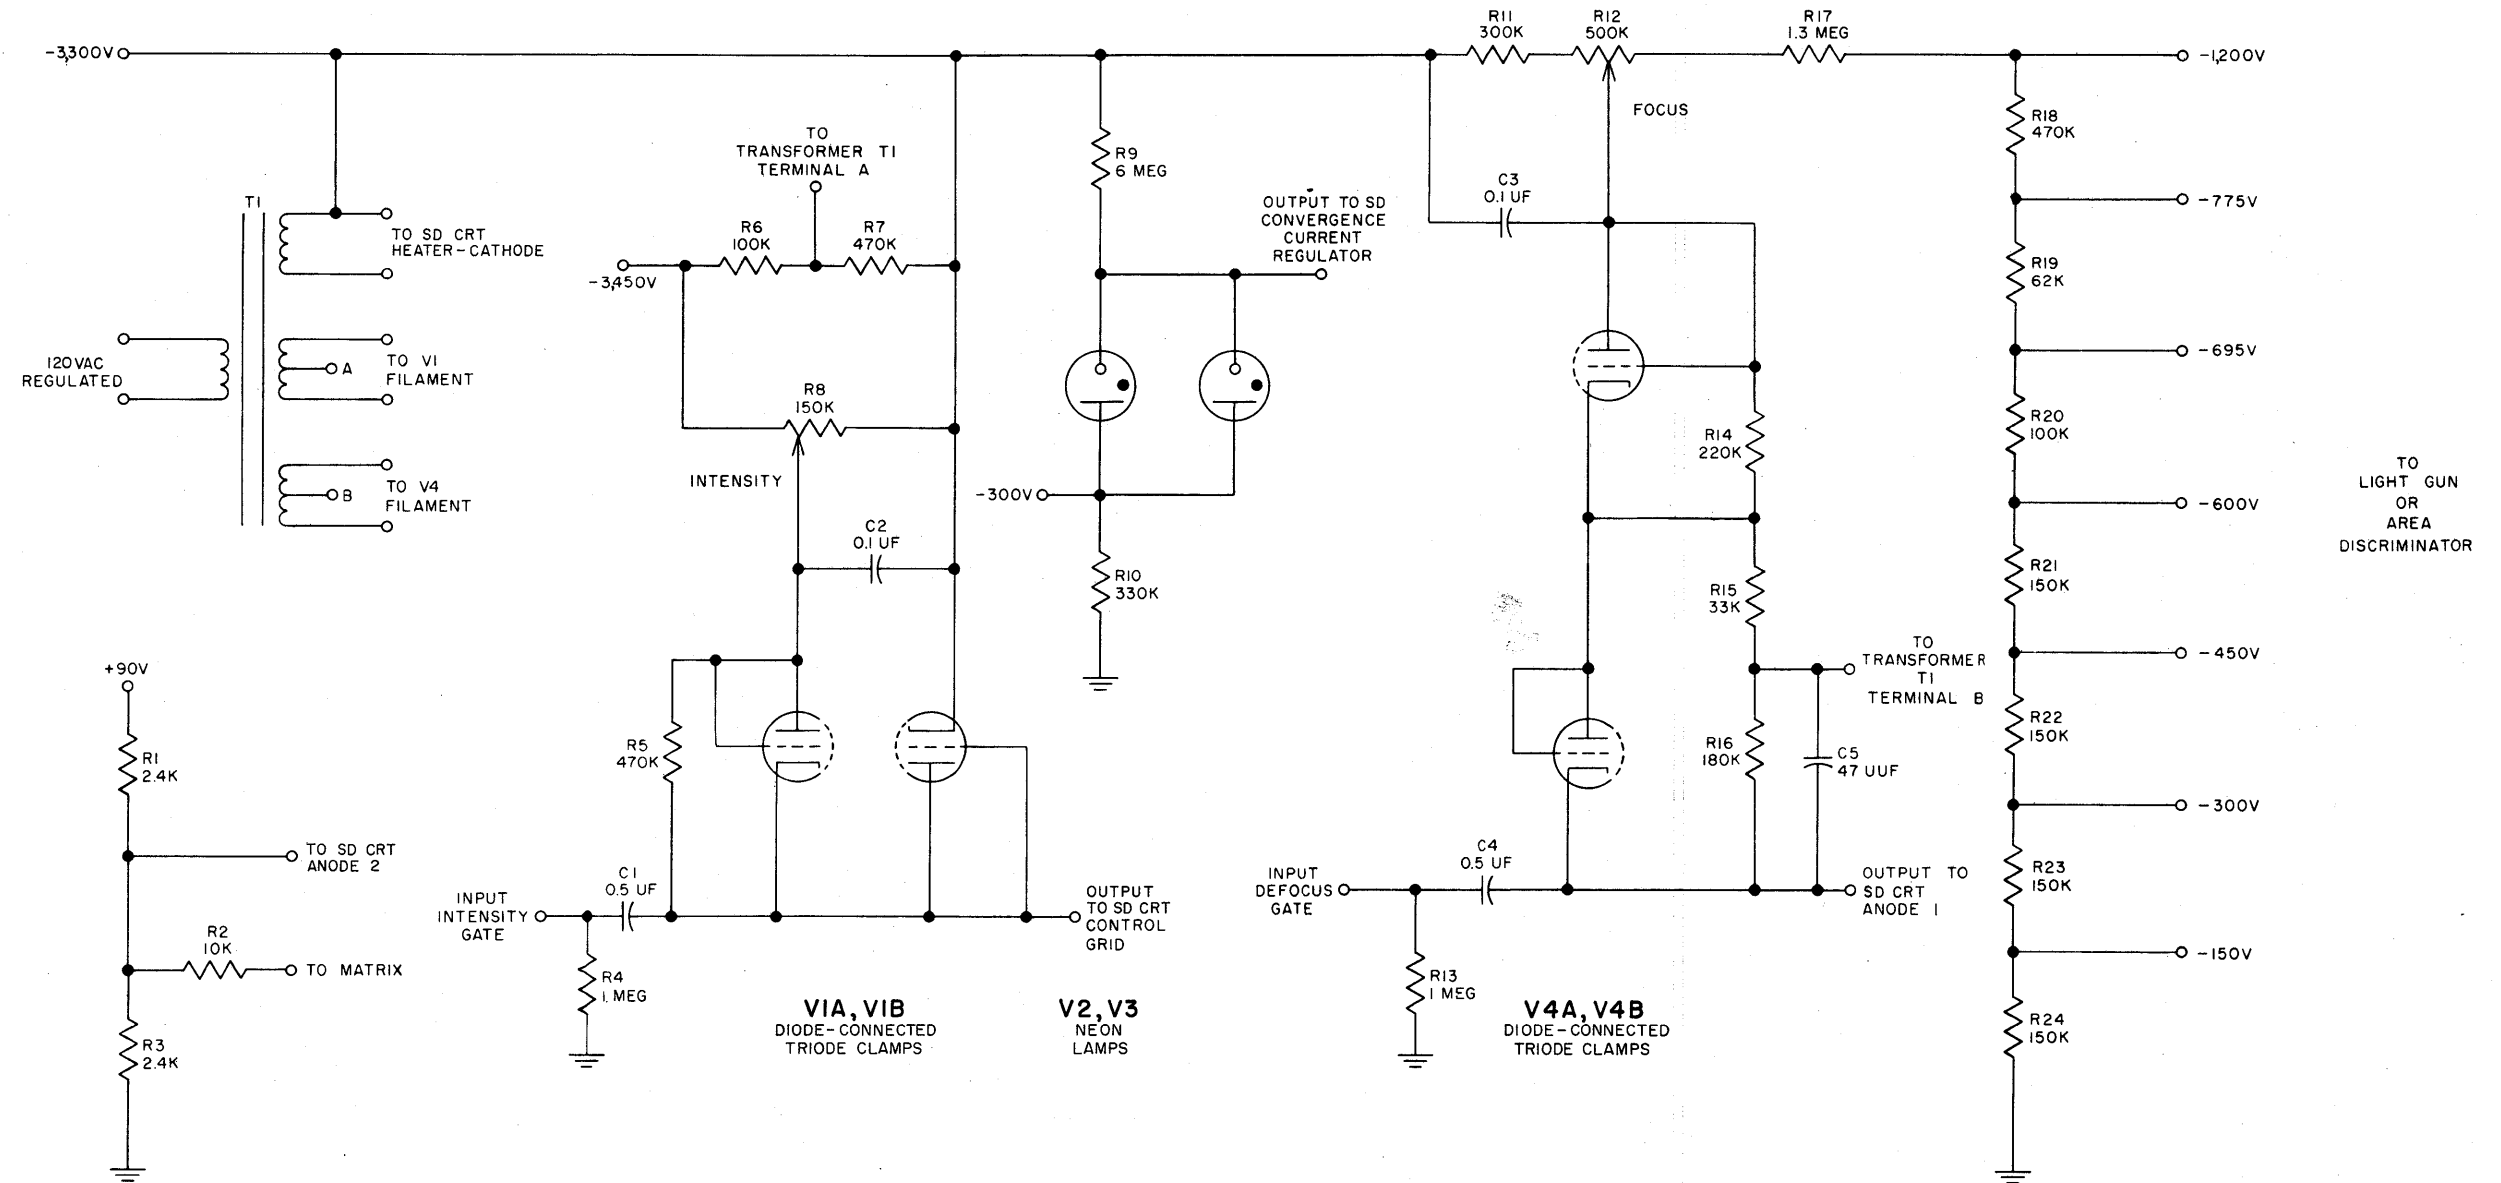 -3,300V
R11
300K
R12
500K
R17
1.3 MEG
-1,200V
FOCUS
R18
470K
TO
TRANSFORMER T1
TERMINAL A
R9
6 MEG
C3
0.1 UF
T1
-775V
TO SD CRT
HEATER-CATHODE
R6
100K
R7
470K
-3,450V
OUTPUT TO SD
CONVERGENCE
CURRENT
REGULATOR
R19
62K
-695V
120VAC
REGULATED
A
TO V1
FILAMENT
R8
150K
INTENSITY
B
TO V4
FILAMENT
-300V
R14
220K
R20
100K
-600V
TO
LIGHT GUN
OR
AREA
DISCRIMINATOR
C2
0.1 UF
R10
330K
R15
33K
R21
150K
TO
TRANSFORMER
T1
TERMINAL B
-450V
+90V
R1
2.4K
R5
470K
R16
180K
C5
47 UUF
R22
150K
-300V
TO SD CRT
ANODE 2
INPUT
INTENSITY
GATE
C1
0.5 UF
OUTPUT
TO SD CRT
CONTROL
GRID
INPUT
DEFOCUS
GATE
C4
0.5 UF
OUTPUT TO
SD CRT
ANODE 1
R23
150K
-150V
R2
10K
TO MATRIX
R4
1 MEG
R13
1 MEG
R3
2.4K
V1A, V1B
DIODE-CONNECTED
TRIODE CLAMPS
V2, V3
NEON
LAMPS
V4A, V4B
DIODE-CONNECTED
TRIODE CLAMPS
R24
150K